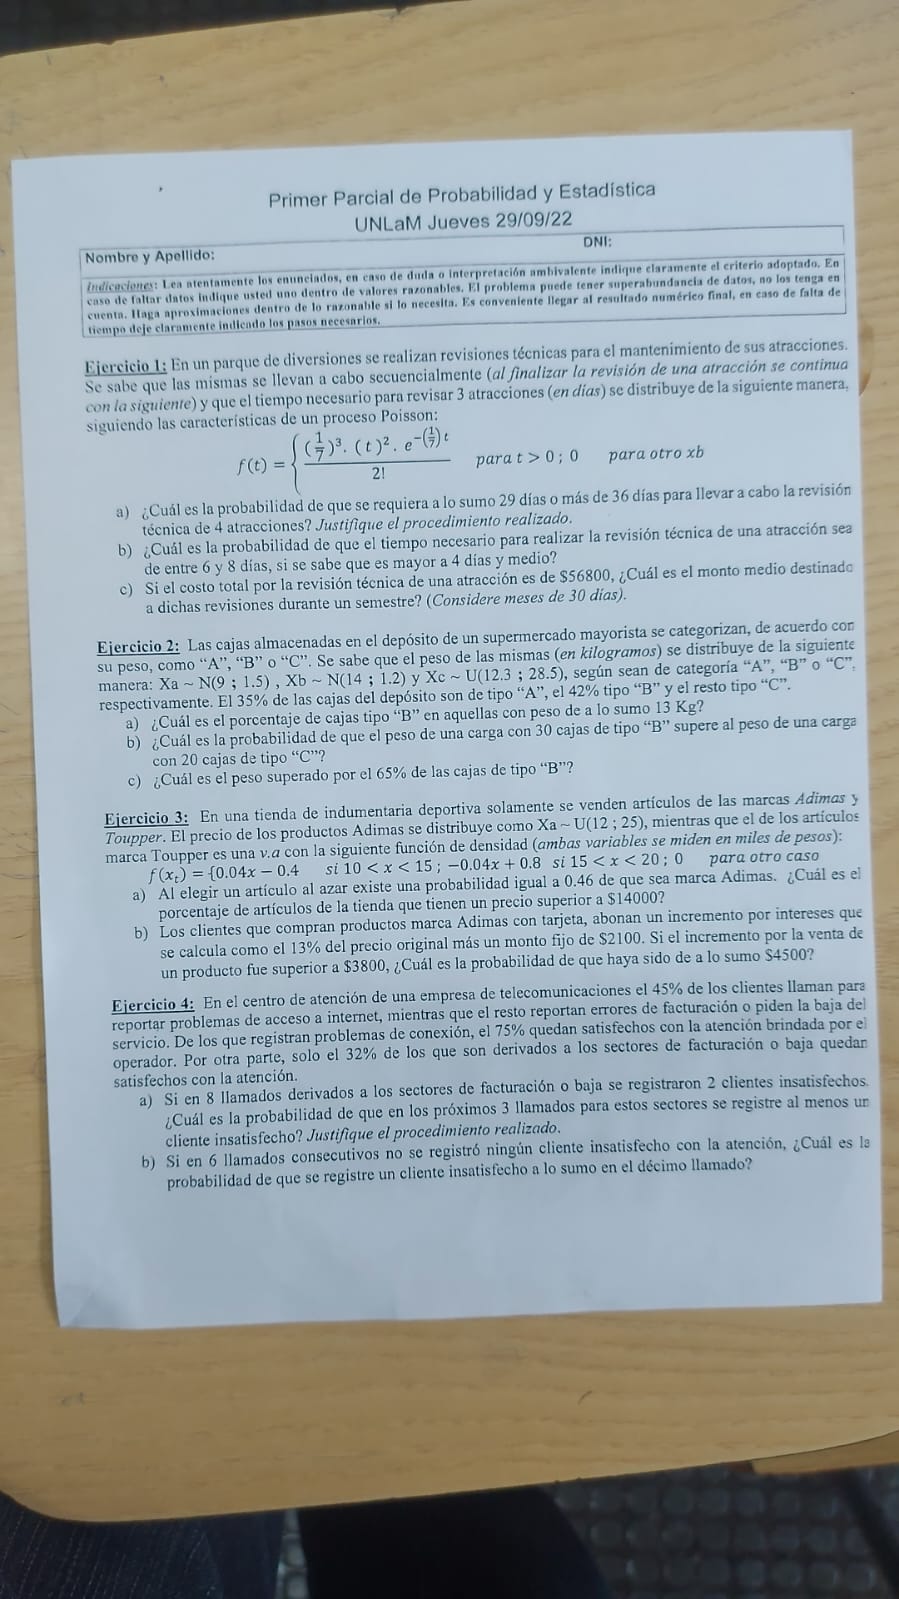 Primer Parcial de Probabilidad y Estadística
UNLaM Jueves 29/09/22
Nombre y Apellido: DNI:
Indicaciones: Lea atentamente los enunciados, en caso de duda o interpretación ambivalente indique claramente el criterio adoptado. En
caso de faltar datos indique usted uno dentro de valores razonables. El problema puede tener superabundancia de datos, no los tenga en
cuenta. Haga aproximaciones dentro de lo razonable si lo necesita. Es conveniente llegar al resultado numérico final, en caso de falta de
tiempo deje claramente indicado los pasos necesarios.
Ejercicio 1: En un parque de diversiones se realizan revisiones técnicas para el mantenimiento de sus atracciones.
Se sabe que las mismas se llevan a cabo secuencialmente (al finalizar la revisión de una atracción se continua
con la siguiente) y que el tiempo necesario para revisar 3 atracciones (en días) se distribuye de la siguiente manera,
siguiendo las características de un proceso Poisson:
f(t) = { (1/7)³. (t)². e^−(1/7)t / 2! para t > 0 ; 0 para otro xb
a) ¿Cuál es la probabilidad de que se requiera a lo sumo 29 días o más de 36 días para llevar a cabo la revisión
técnica de 4 atracciones? Justifique el procedimiento realizado.
b) ¿Cuál es la probabilidad de que el tiempo necesario para realizar la revisión técnica de una atracción sea
de entre 6 y 8 días, si se sabe que es mayor a 4 días y medio?
c) Si el costo total por la revisión técnica de una atracción es de $56800, ¿Cuál es el monto medio destinado
a dichas revisiones durante un semestre? (Considere meses de 30 días).
Ejercicio 2: Las cajas almacenadas en el depósito de un supermercado mayorista se categorizan, de acuerdo con
su peso, como “A”, “B” o “C”. Se sabe que el peso de las mismas (en kilogramos) se distribuye de la siguiente
manera: Xa ~ N(9 ; 1.5) , Xb ~ N(14 ; 1.2) y Xc ~ U(12.3 ; 28.5), según sean de categoría “A”, “B” o “C”,
respectivamente. El 35% de las cajas del depósito son de tipo “A”, el 42% tipo “B” y el resto tipo “C”.
a) ¿Cuál es el porcentaje de cajas tipo “B” en aquellas con peso de a lo sumo 13 Kg?
b) ¿Cuál es la probabilidad de que el peso de una carga con 30 cajas de tipo “B” supere al peso de una carga
con 20 cajas de tipo “C”?
c) ¿Cuál es el peso superado por el 65% de las cajas de tipo “B”?
Ejercicio 3: En una tienda de indumentaria deportiva solamente se venden artículos de las marcas Adimas y
Toupper. El precio de los productos Adimas se distribuye como Xa ~ U(12 ; 25), mientras que el de los artículos
marca Toupper es una v.a con la siguiente función de densidad (ambas variables se miden en miles de pesos):
f(xt) = {0.04x − 0.4 si 10 < x < 15 ; −0.04x + 0.8 si 15 < x < 20 ; 0 para otro caso
a) Al elegir un artículo al azar existe una probabilidad igual a 0.46 de que sea marca Adimas. ¿Cuál es el
porcentaje de artículos de la tienda que tienen un precio superior a $14000?
b) Los clientes que compran productos marca Adimas con tarjeta, abonan un incremento por intereses que
se calcula como el 13% del precio original más un monto fijo de $2100. Si el incremento por la venta de
un producto fue superior a $3800, ¿Cuál es la probabilidad de que haya sido de a lo sumo $4500?
Ejercicio 4: En el centro de atención de una empresa de telecomunicaciones el 45% de los clientes llaman para
reportar problemas de acceso a internet, mientras que el resto reportan errores de facturación o piden la baja del
servicio. De los que registran problemas de conexión, el 75% quedan satisfechos con la atención brindada por el
operador. Por otra parte, solo el 32% de los que son derivados a los sectores de facturación o baja quedan
satisfechos con la atención.
a) Si en 8 llamados derivados a los sectores de facturación o baja se registraron 2 clientes insatisfechos.
¿Cuál es la probabilidad de que en los próximos 3 llamados para estos sectores se registre al menos un
cliente insatisfecho? Justifique el procedimiento realizado.
b) Si en 6 llamados consecutivos no se registró ningún cliente insatisfecho con la atención, ¿Cuál es la
probabilidad de que se registre un cliente insatisfecho a lo sumo en el décimo llamado?